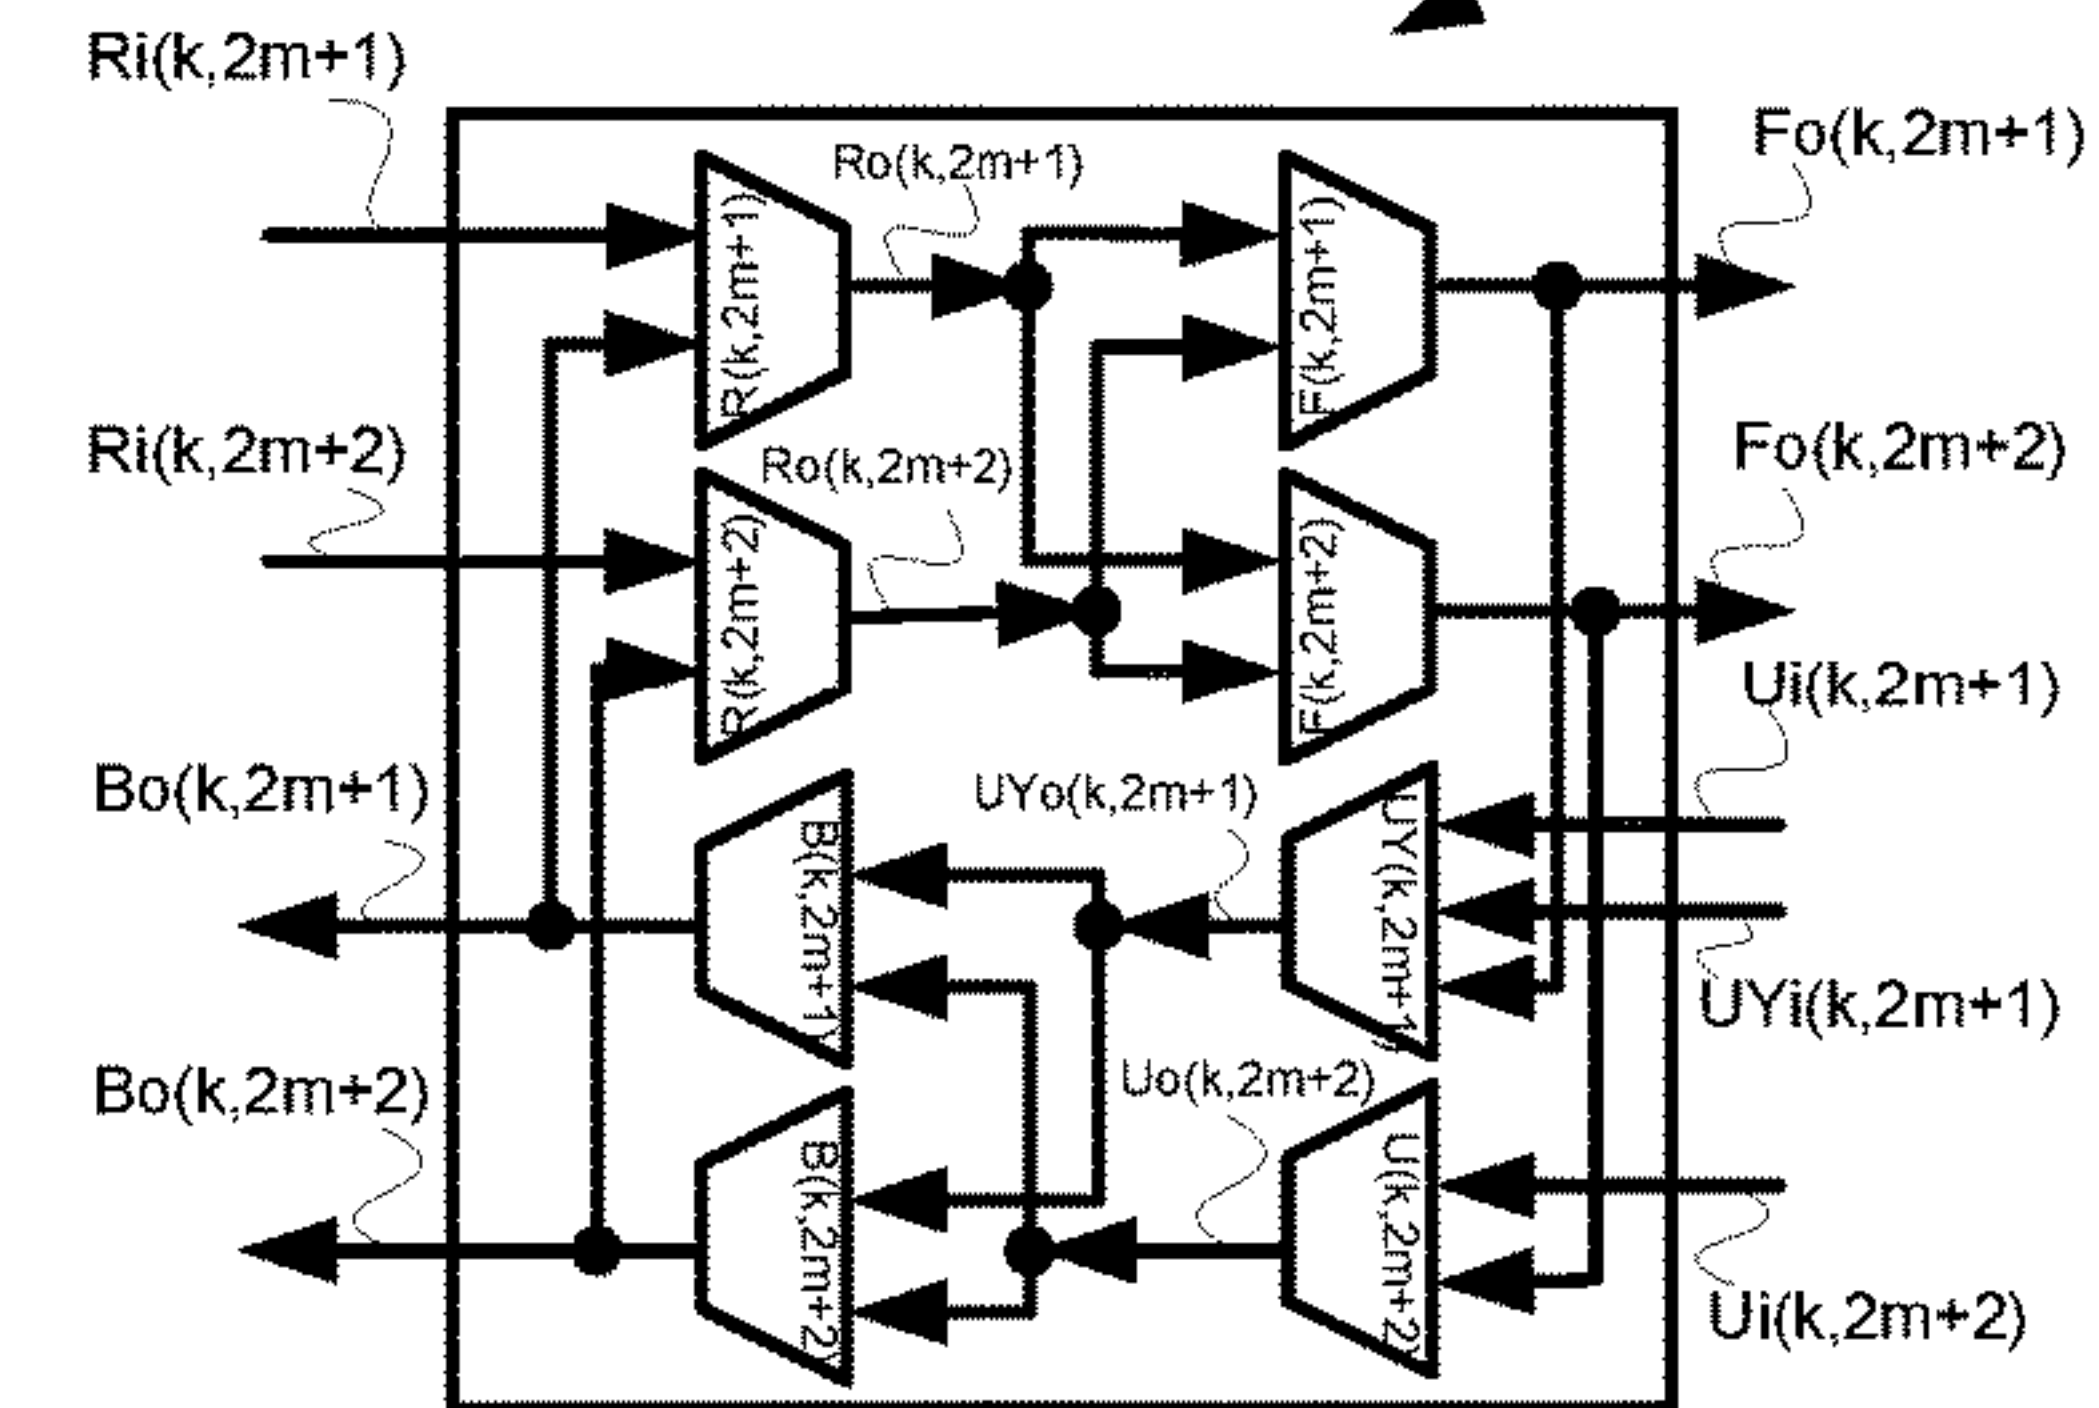 Ri(k,2m+1)
Fo(k,2m+1)
Ro(k,2m+1)
R(k,2m+1)
F(k,2m+1)
Ri(k,2m+2)
Ro(k,2m+2)
Fo(k,2m+2)
R(k,2m+2)
F(k,2m+2)
Ui(k,2m+1)
Bo(k,2m+1)
UYo(k,2m+1)
B(k,2m+1)
UY(k,2m+1)
UYi(k,2m+1)
Bo(k,2m+2)
Uo(k,2m+2)
B(k,2m+2)
U(k,2m+2)
Ui(k,2m+2)